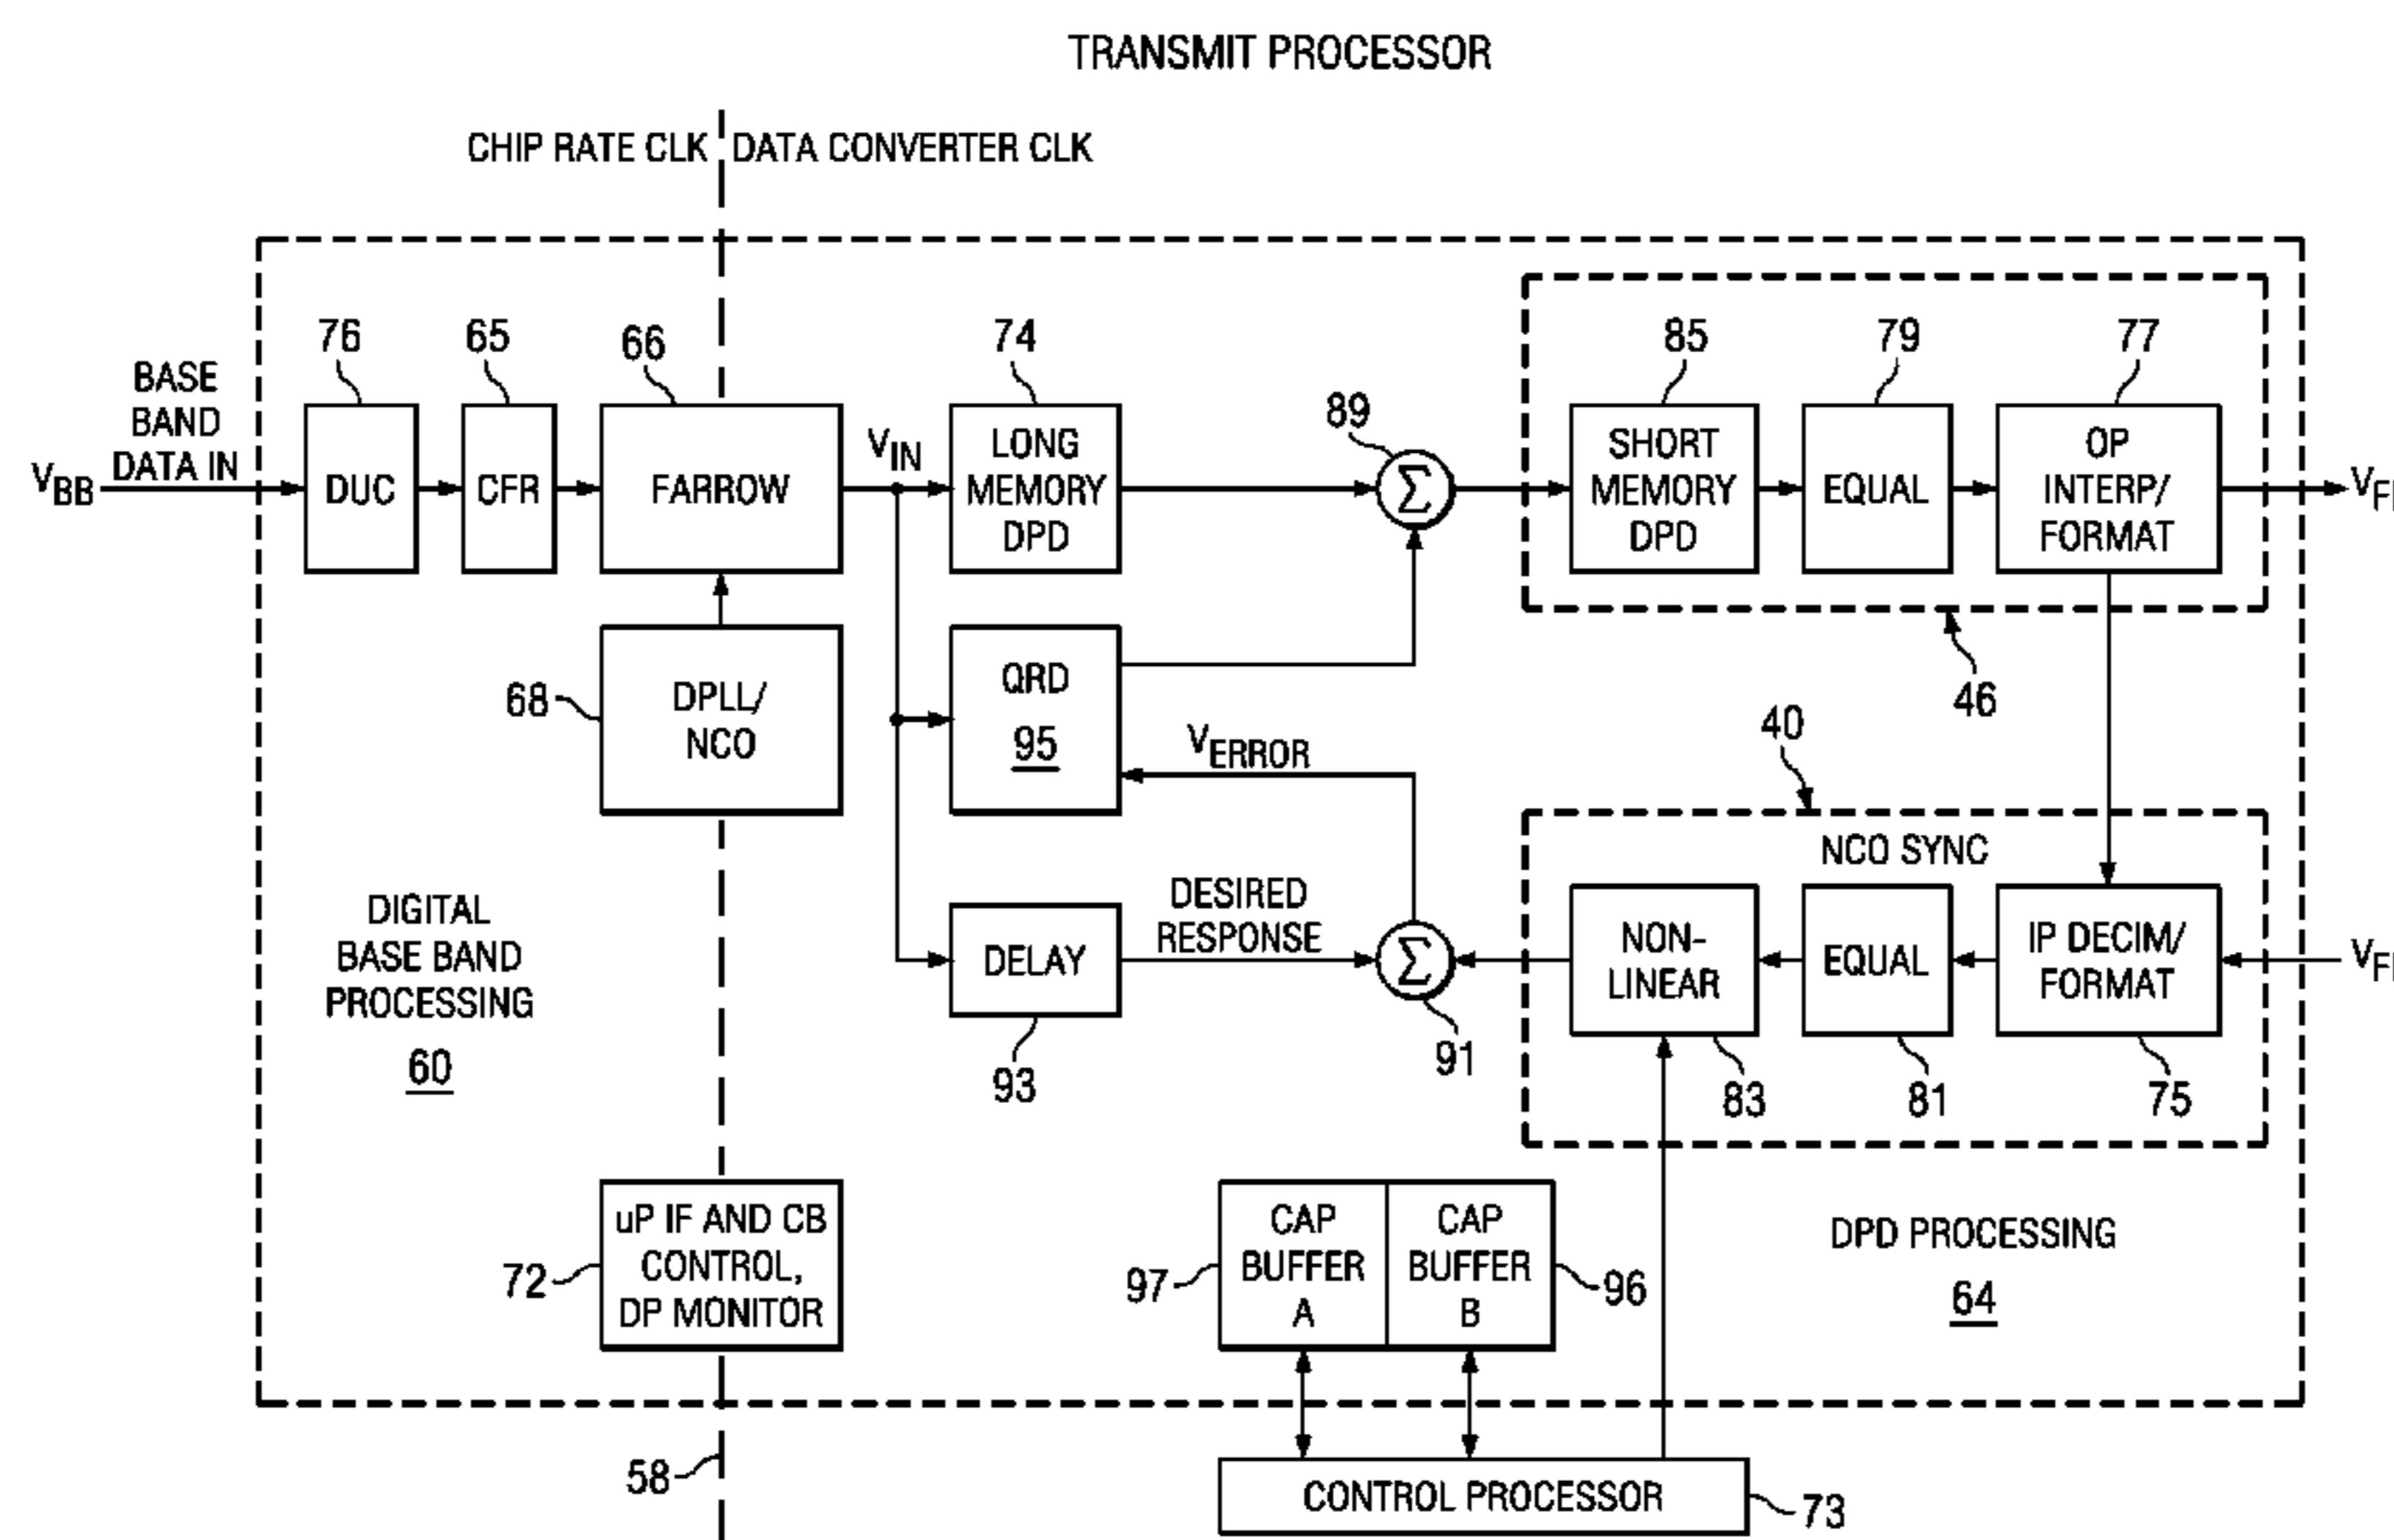 TRANSMIT PROCESSOR
CHIP RATE CLK
DATA CONVERTER CLK
BASE
BAND
DATA IN
VBB
76
DUC
65
CFR
66
FARROW
VIN
74
LONG
MEMORY
DPD
89
Σ
85
SHORT
MEMORY
DPD
79
EQUAL
77
OP
INTERP/
FORMAT
46
68
DPLL/
NCO
QRD
95
VERROR
40
NCO SYNC
DIGITAL
BASE BAND
PROCESSING
60
DELAY
93
DESIRED
RESPONSE
Σ
91
NON-
LINEAR
83
EQUAL
81
IP DECIM/
FORMAT
75
72
uP IF AND CB
CONTROL,
DP MONITOR
97
CAP
BUFFER
A
CAP
BUFFER
B
96
DPD PROCESSING
64
58
CONTROL PROCESSOR
73